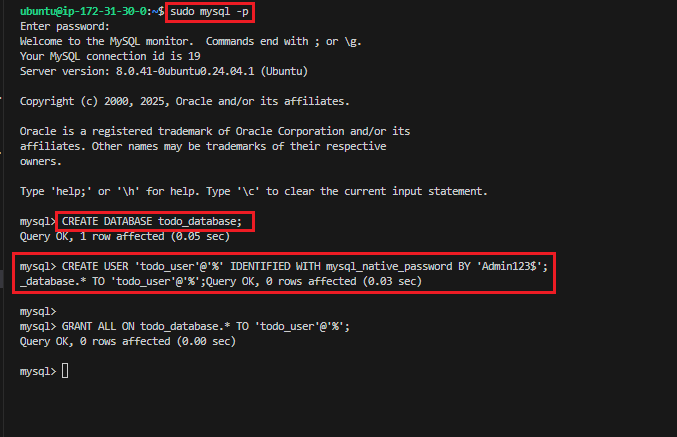 ubuntu@ip-172-31-30-0:~$ sudo mysql -p
Enter password:
Welcome to the MySQL monitor.  Commands end with ; or \g.
Your MySQL connection id is 19
Server version: 8.0.41-0ubuntu0.24.04.1 (Ubuntu)
Copyright (c) 2000, 2025, Oracle and/or its affiliates.
Oracle is a registered trademark of Oracle Corporation and/or its
affiliates. Other names may be trademarks of their respective
owners.
Type 'help;' or '\h' for help. Type '\c' to clear the current input statement.
mysql> CREATE DATABASE todo_database;
Query OK, 1 row affected (0.05 sec)
mysql> CREATE USER 'todo_user'@'%' IDENTIFIED WITH mysql_native_password BY 'Admin123$';
_database.* TO 'todo_user'@'%';Query OK, 0 rows affected (0.03 sec)
mysql>
mysql> GRANT ALL ON todo_database.* TO 'todo_user'@'%';
Query OK, 0 rows affected (0.00 sec)
mysql>